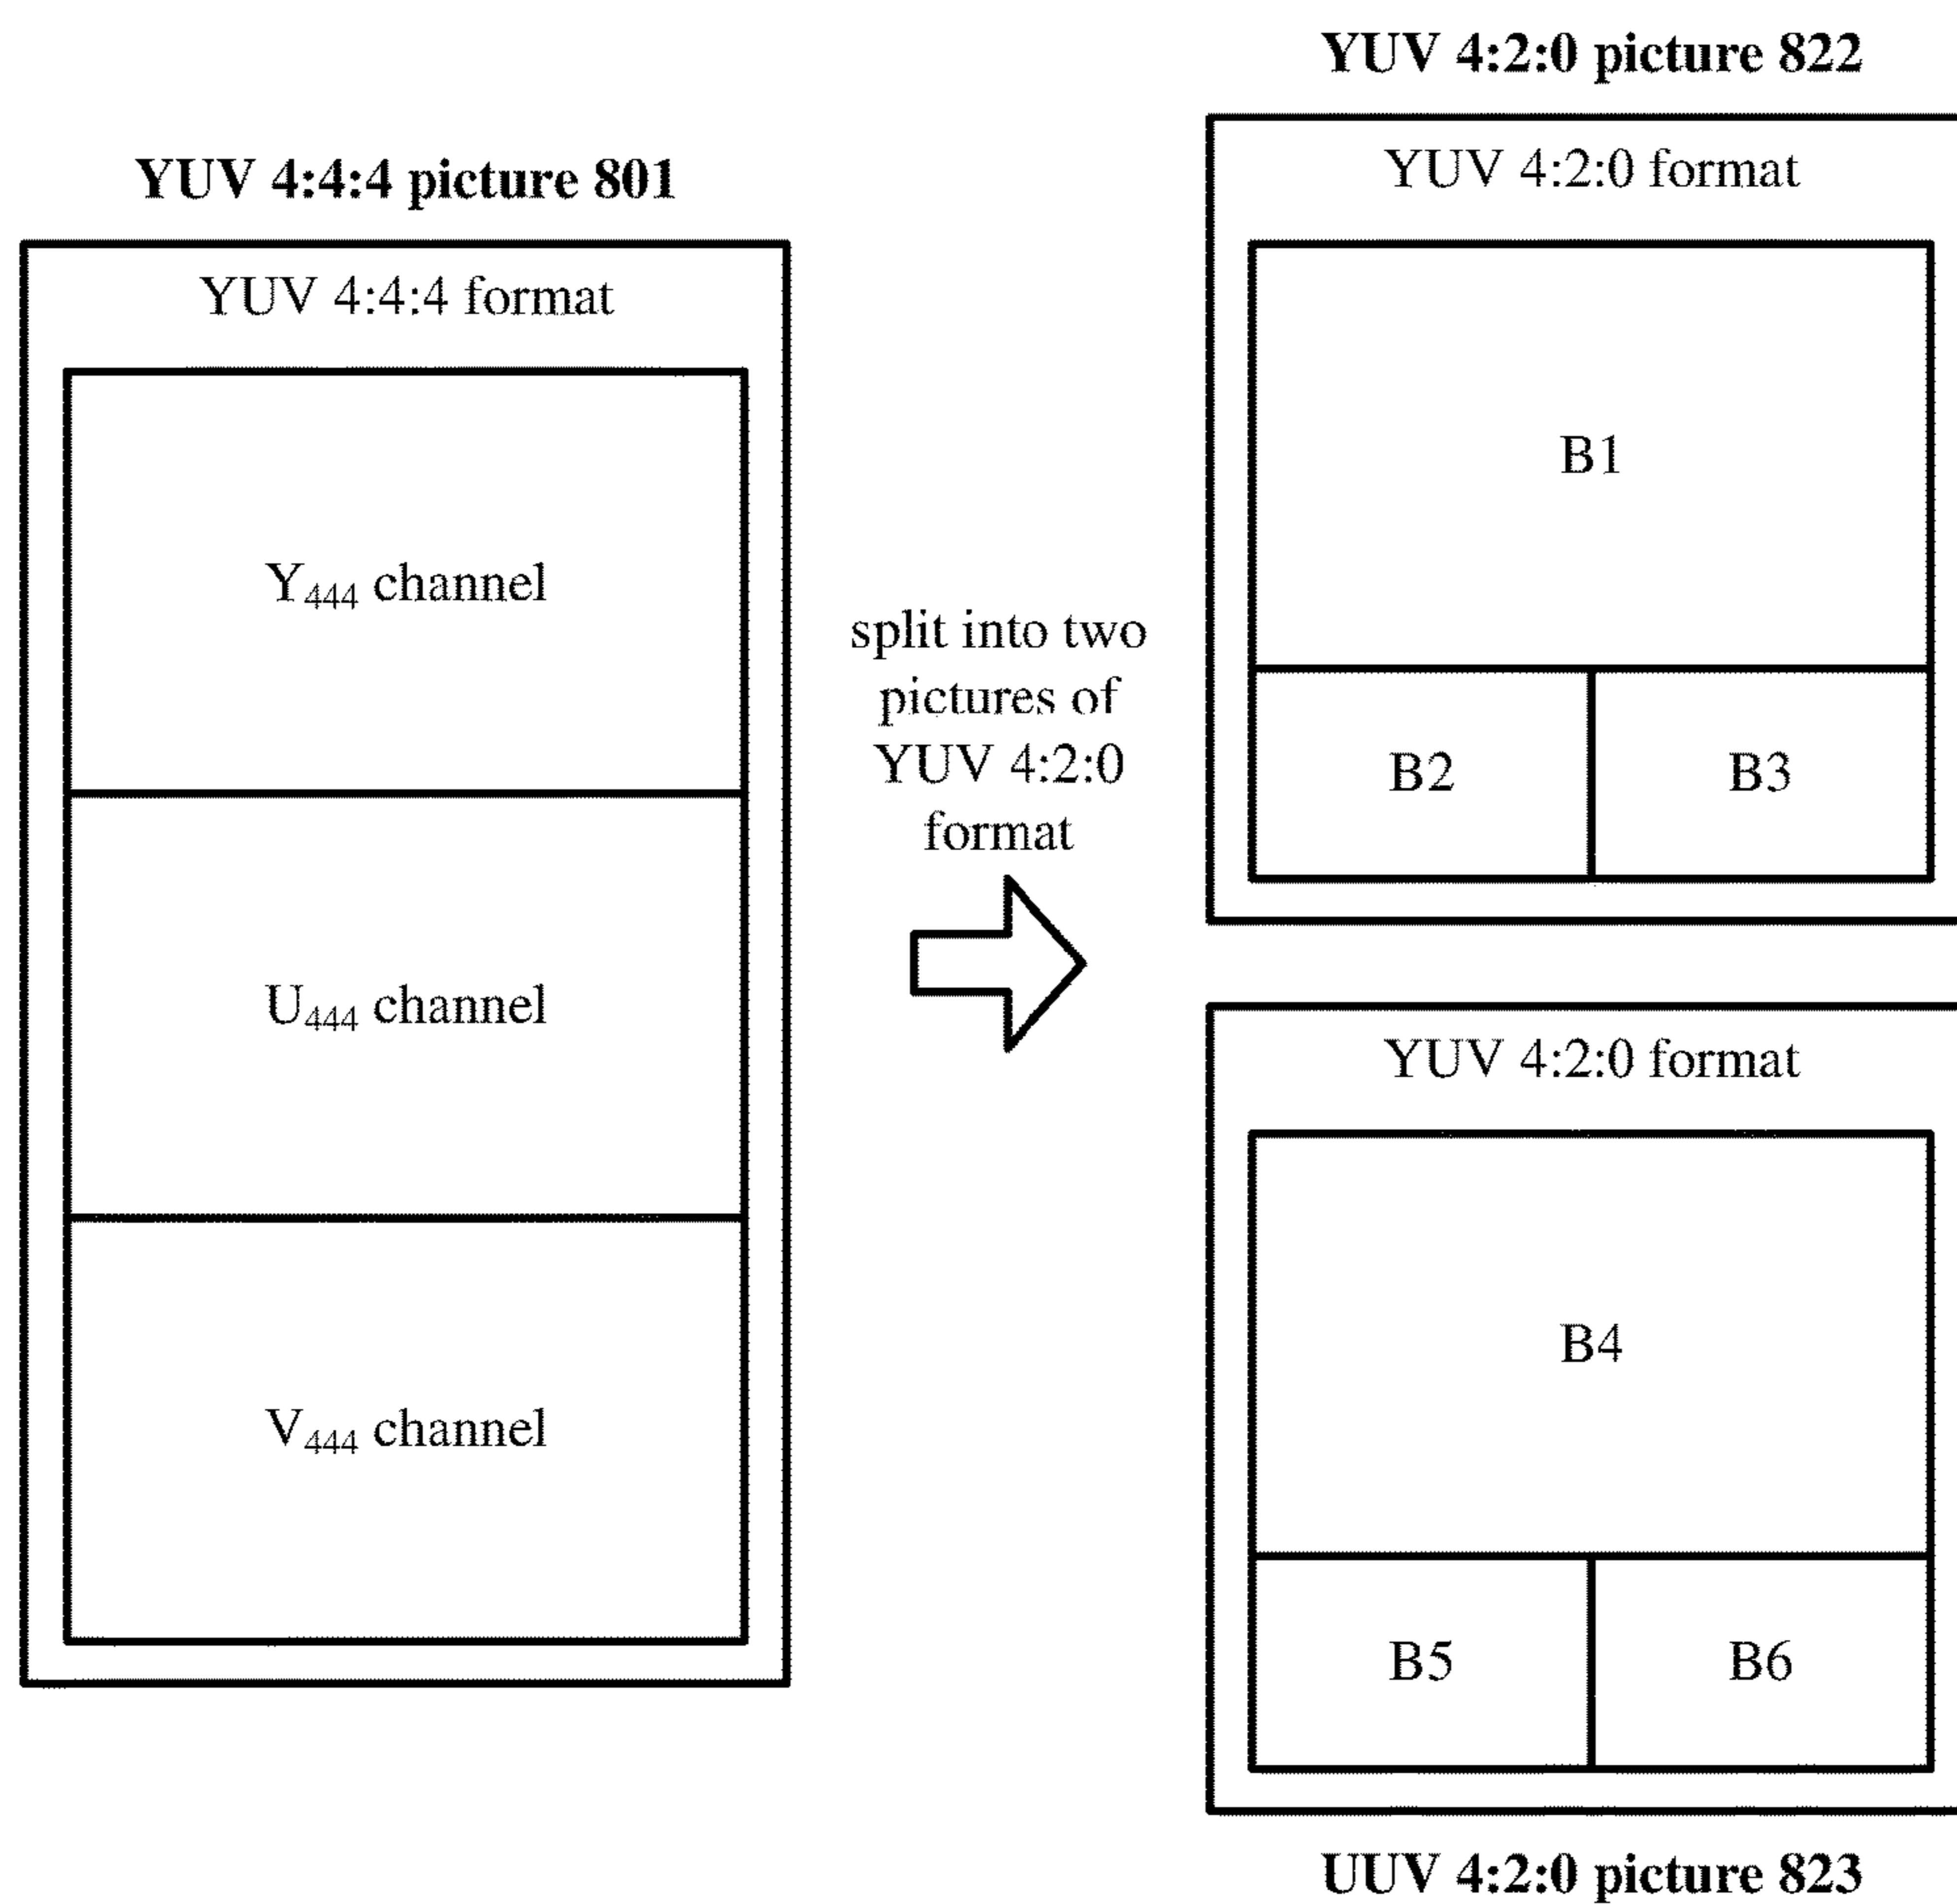 YUV 4:4:4 picture 801
YUV 4:4:4 format
Y₄₄₄ channel
U₄₄₄ channel
V₄₄₄ channel
split into two
pictures of
YUV 4:2:0
format
YUV 4:2:0 picture 822
YUV 4:2:0 format
B1
B2 B3
YUV 4:2:0 format
B4
B5 B6
UUV 4:2:0 picture 823